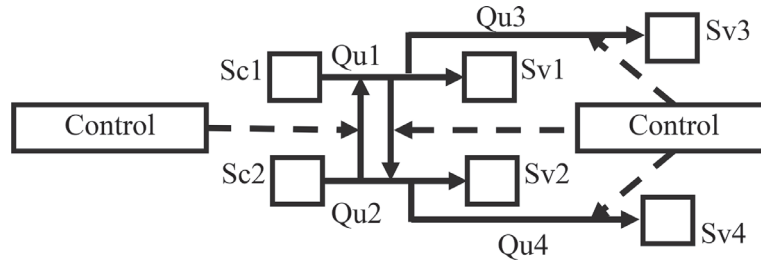 Qu3
Sv3
Sc1
Qu1
Sv1
Control
Control
Sc2
Sv2
Qu2
Qu4
Sv4